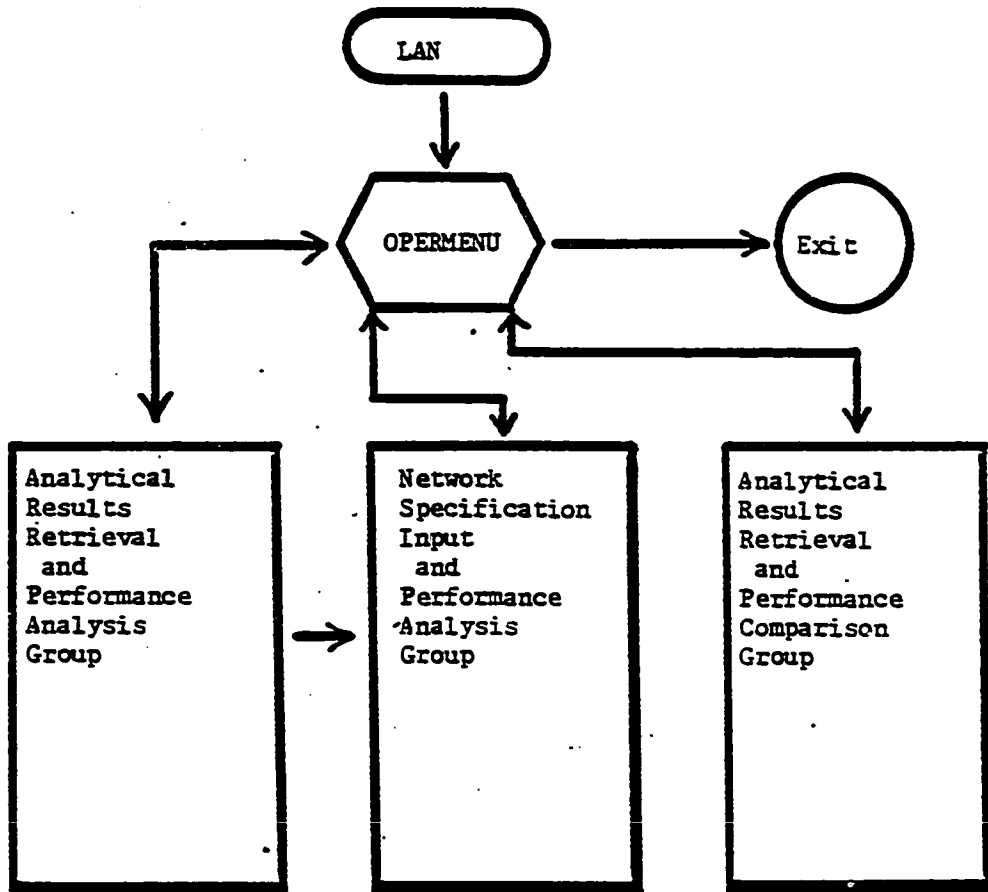 LAN
OPERMENU
Exit
Analytical
Results
Retrieval
and
Performance
Analysis
Group
Network
Specification
Input
and
Performance
Analysis
Group
Analytical
Results
Retrieval
and
Performance
Comparison
Group